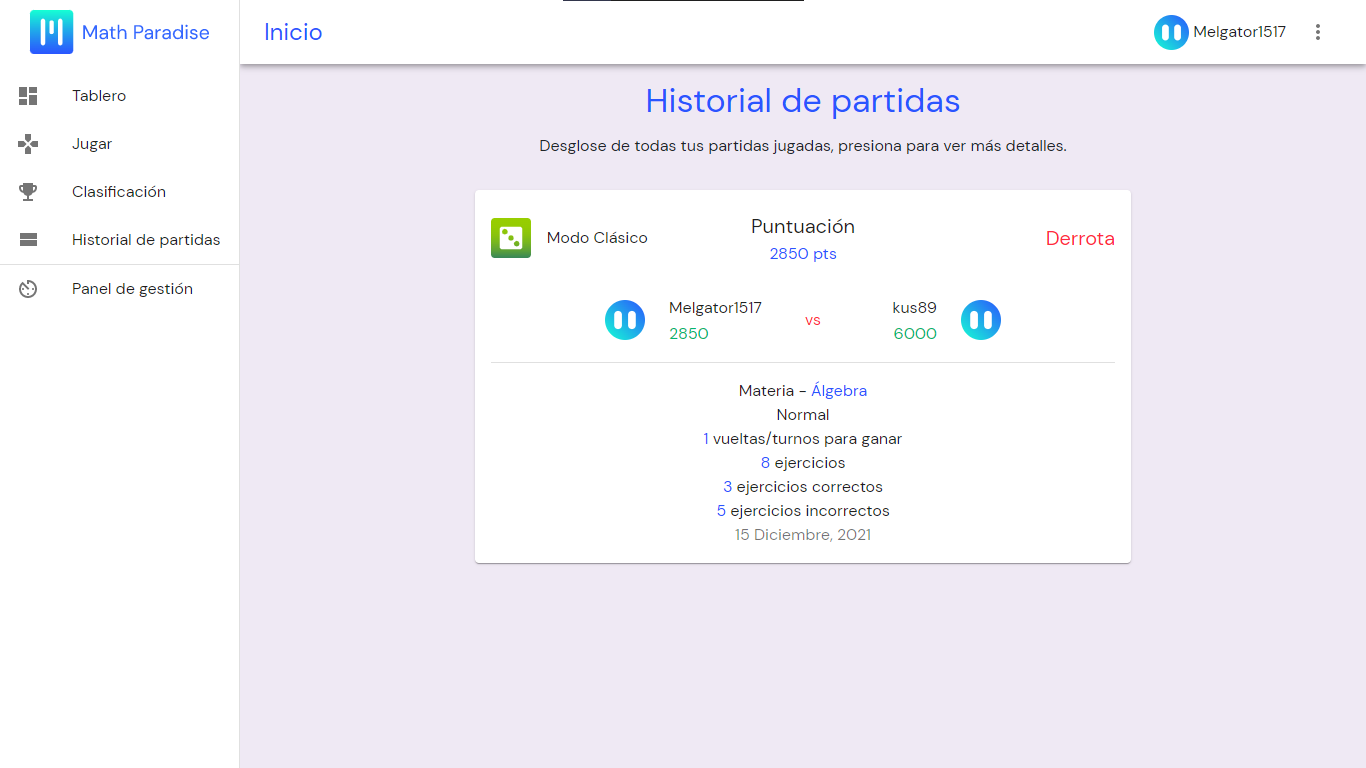 Math Paradise
Inicio
Melgator1517
Tablero
Jugar
Clasificación
Historial de partidas
Panel de gestión
Historial de partidas
Desglose de todas tus partidas jugadas, presiona para ver más detalles.
Modo Clásico
Puntuación
2850 pts
Derrota
Melgator1517
2850
vs
kus89
6000
Materia - Álgebra
Normal
1 vueltas/turnos para ganar
8 ejercicios
3 ejercicios correctos
5 ejercicios incorrectos
15 Diciembre, 2021